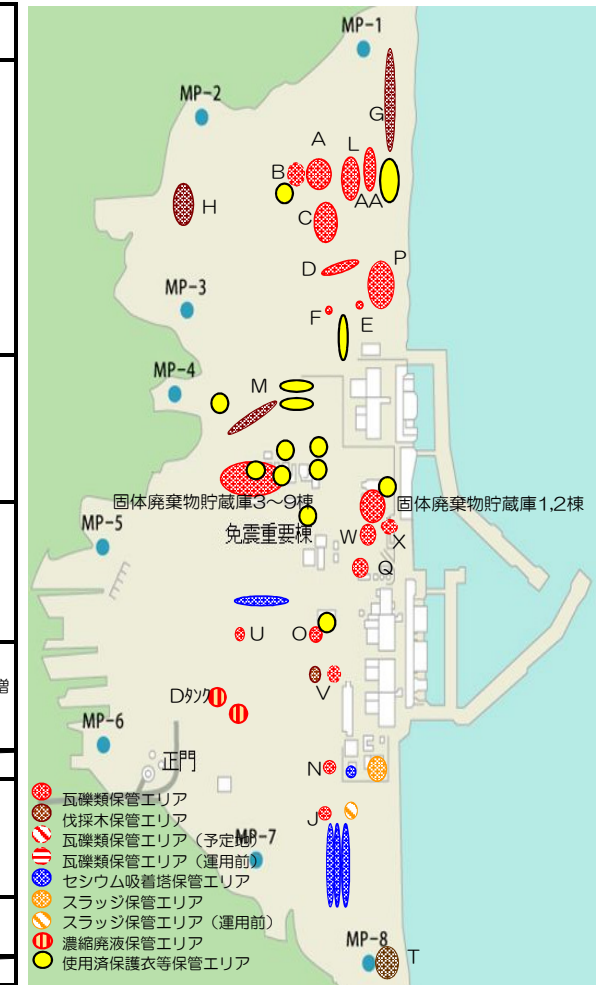 MP-1
MP-2
G
A
L
B
AA
H
C
D
P
MP-3
F
E
MP-4
M
固体廃棄物貯蔵庫3～9棟
固体廃棄物貯蔵庫1,2棟
MP-5
免震重要棟
W
X
Q
U
O
増
Dﾀﾝｸ
V
MP-6
正門
N
瓦礫類保管エリア
伐採木保管エリア
J
瓦礫類保管エリア（予定地）
MP-7
瓦礫類保管エリア（運用前）
セシウム吸着塔保管エリア
スラッジ保管エリア
スラッジ保管エリア（運用前）
濃縮廃液保管エリア
MP-8
T
使用済保護衣等保管エリア